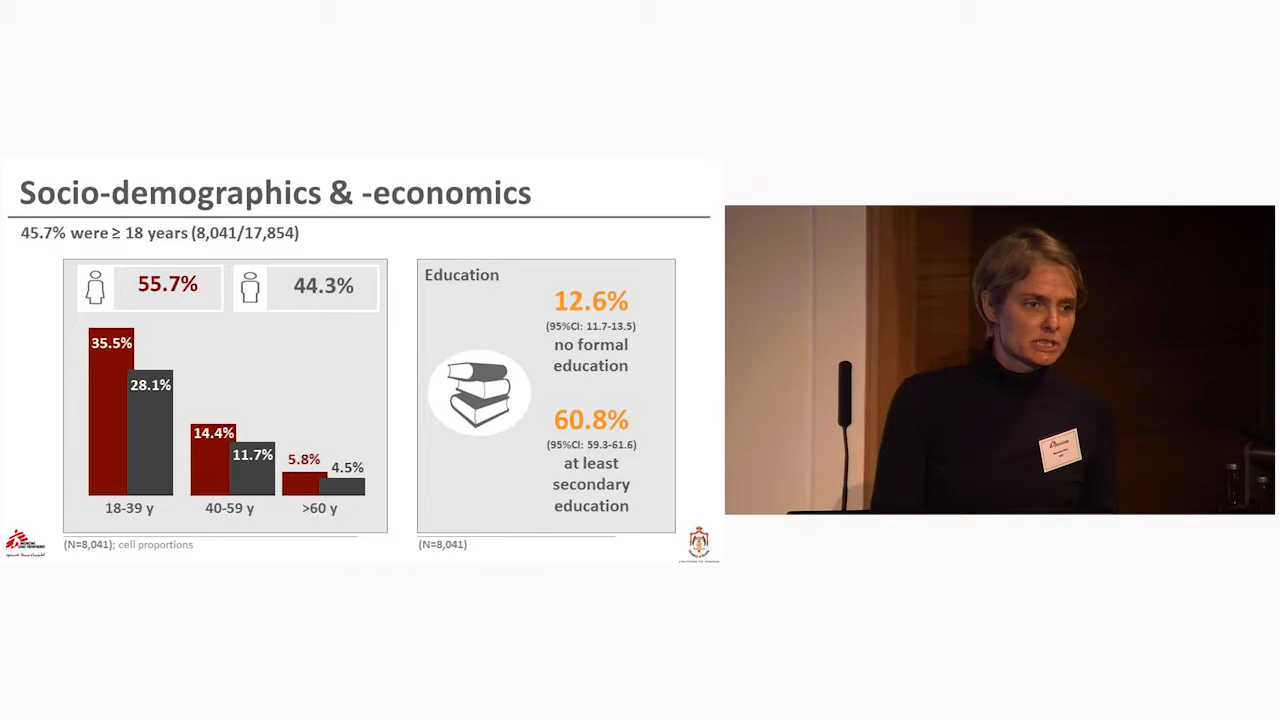 Socio-demographics & -economics
45.7% were ≥ 18 years (8,041/17,854)
55.7%
44.3%
35.5%
28.1%
14.4%
11.7%
5.8%
4.5%
18-39 y
40-59 y
>60 y
(N=8,041); cell proportions
Education
12.6%
(95%CI: 11.7-13.5)
no formal
education
60.8%
(95%CI: 59.3-61.6)
at least
secondary
education
(N=8,041)